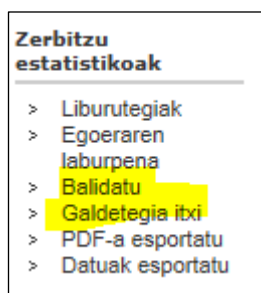 Zerbitzu
estatistikoak
> Liburutegiak
> Egoeraren
laburpena
> Balidatu
> Galdetegia itxi
> PDF-a esportatu
> Datuak esportatu